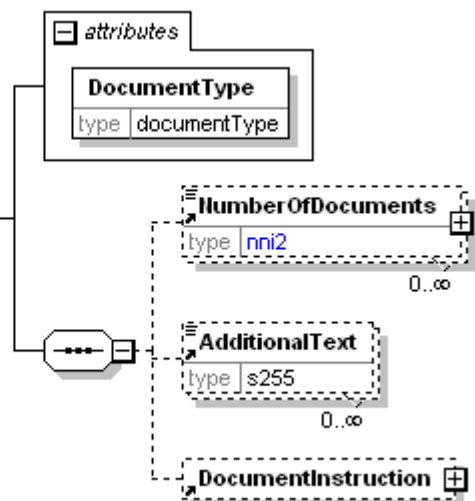 attributes
DocumentType
type documentType
NumberOfDocuments
type nni2
0..∞
AdditionalText
type s255
0..∞
DocumentInstruction